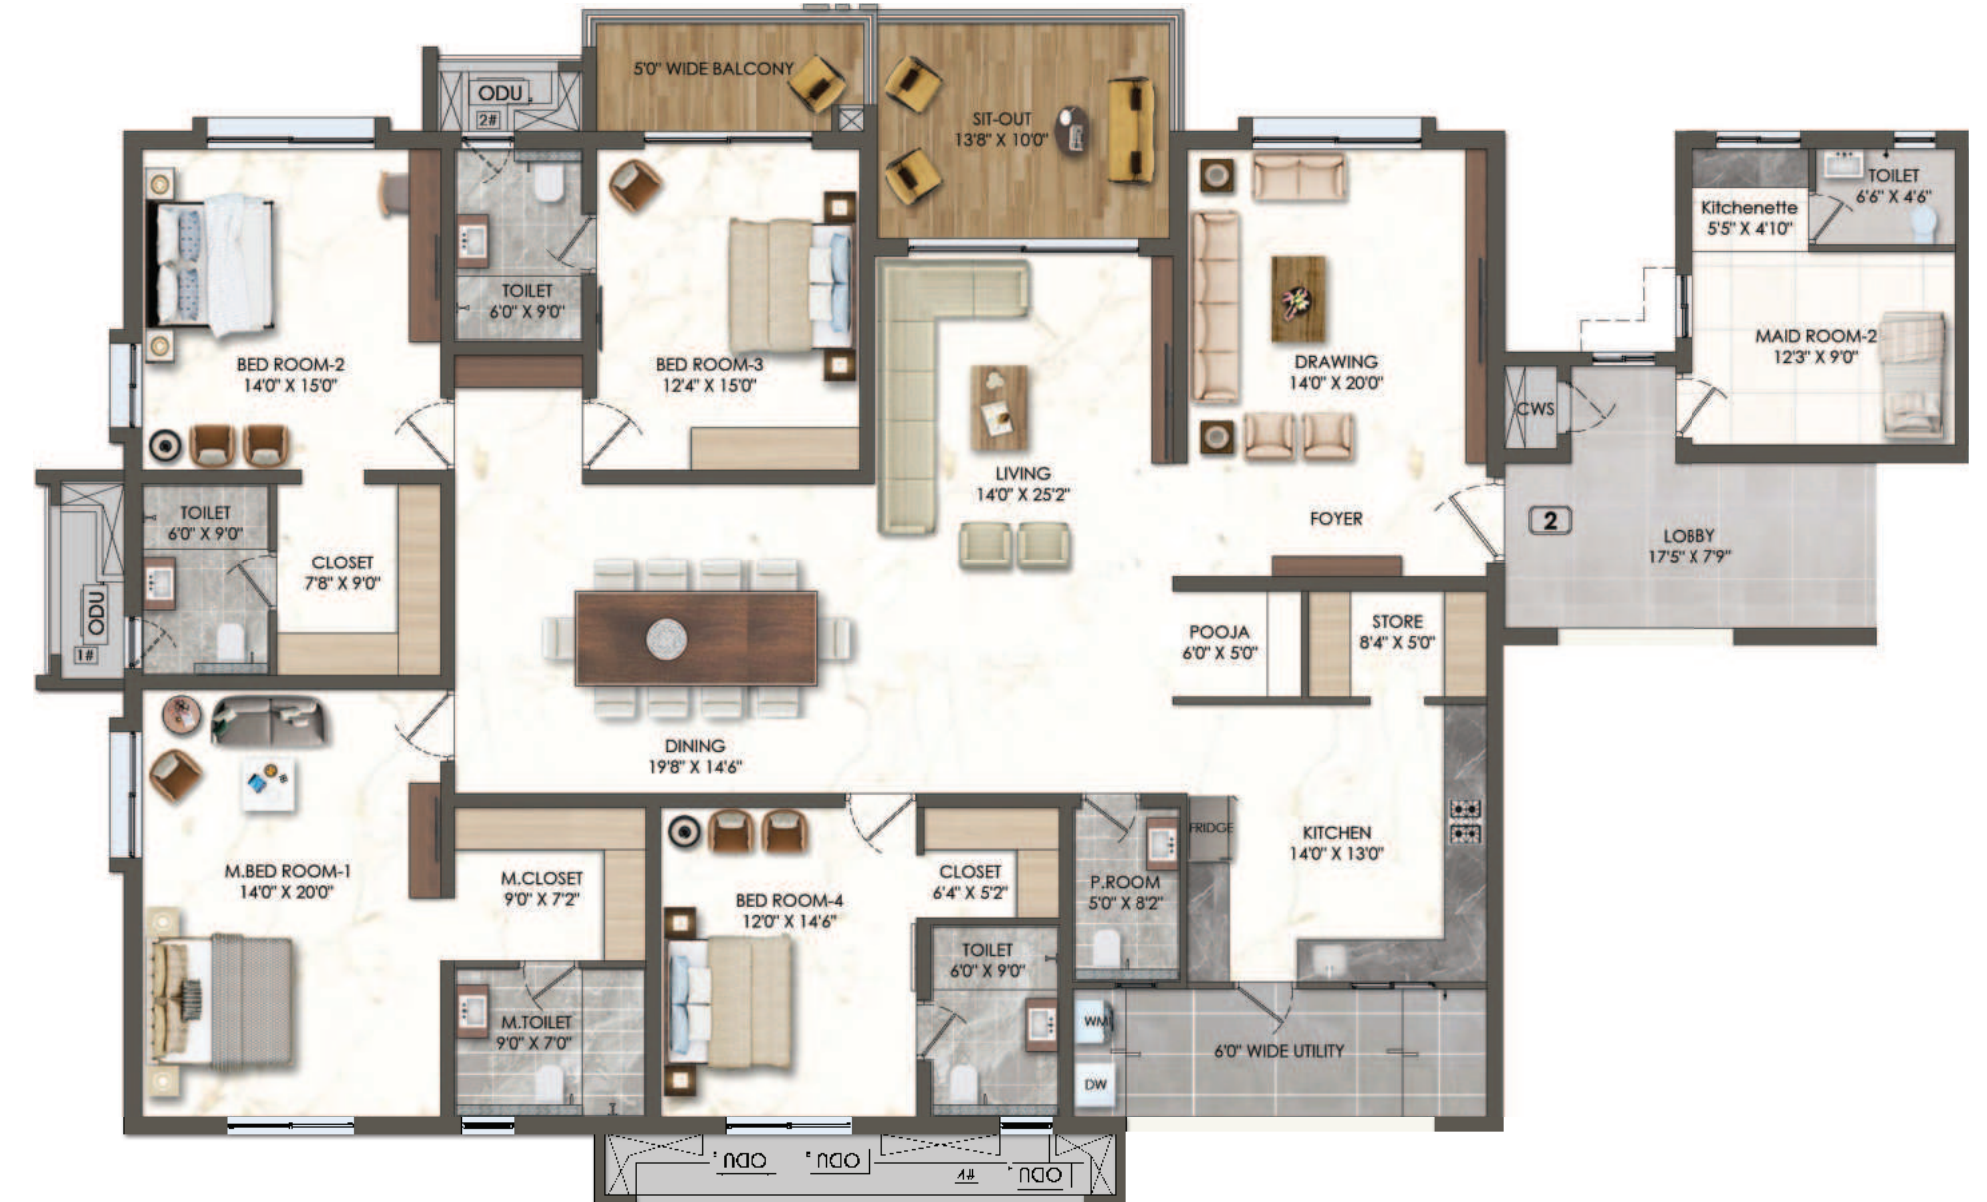 5'0" WIDE BALCONY
ODU
2#
SIT-OUT
13'8" X 10'0"
TOILET
6'6" X 4'6"
Kitchenette
5'5" X 4'10"
TOILET
6'0" X 9'0"
BED ROOM-2
14'0" X 15'0"
BED ROOM-3
12'4" X 15'0"
DRAWING
14'0" X 20'0"
MAID ROOM-2
12'3" X 9'0"
CWS
LIVING
14'0" X 25'2"
TOILET
6'0" X 9'0"
FOYER
2
LOBBY
17'5" X 7'9"
CLOSET
7'8" X 9'0"
ODU
1#
POOJA
6'0" X 5'0"
STORE
8'4" X 5'0"
DINING
19'8" X 14'6"
FRIDGE
KITCHEN
14'0" X 13'0"
M.BED ROOM-1
14'0" X 20'0"
M.CLOSET
9'0" X 7'2"
BED ROOM-4
12'0" X 14'6"
CLOSET
6'4" X 5'2"
P.ROOM
5'0" X 8'2"
TOILET
6'0" X 9'0"
M.TOILET
9'0" X 7'0"
WM
6'0" WIDE UTILITY
DW
ODU
ODU
4#
ODU